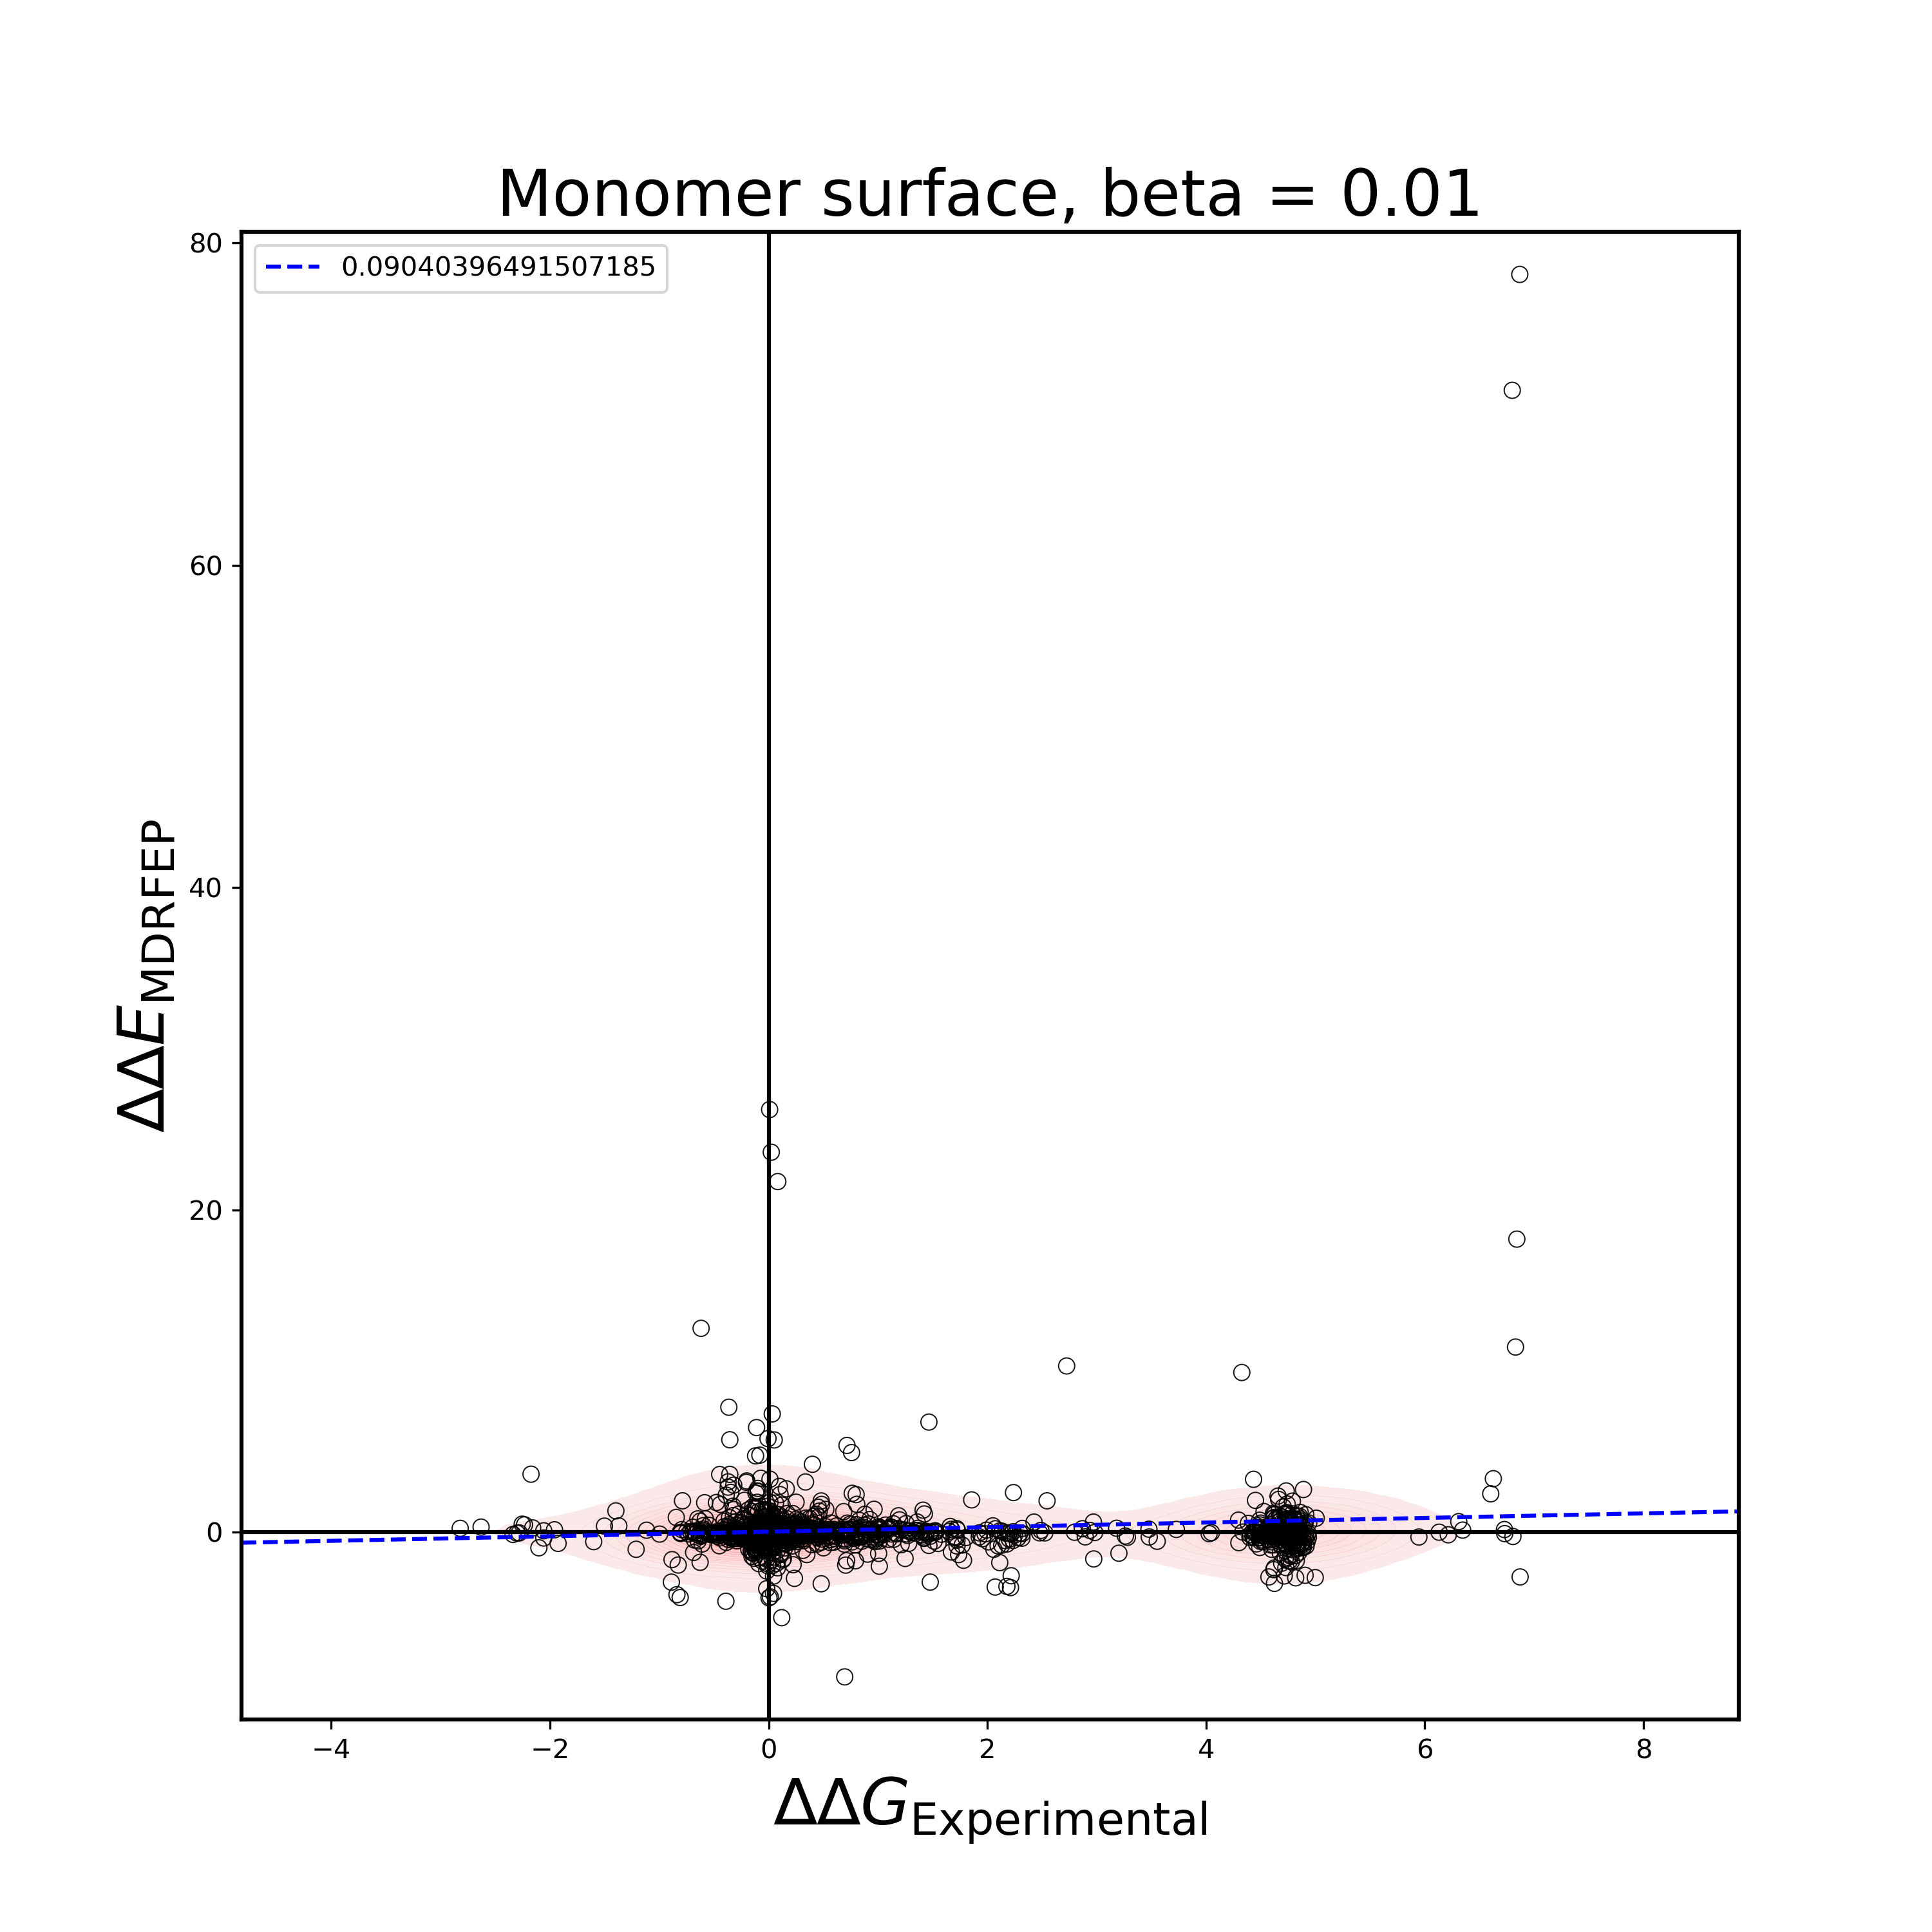 Monomer surface, beta = 0.01
0.09040396491507185
80
60
40
20
0
ΔΔE_MDRFEP
−4 −2 0 2 4 6 8
ΔΔG_Experimental